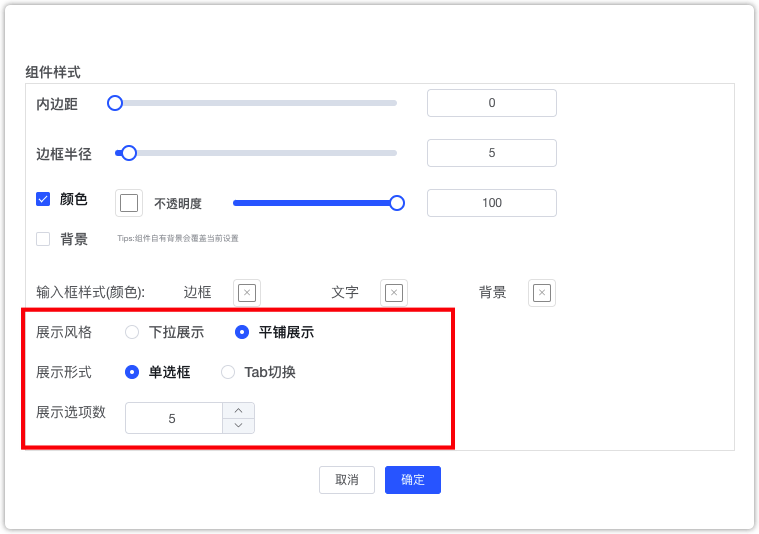 组件样式
内边距 0
边框半径 5
颜色 不透明度 100
背景 Tips:组件自有背景会覆盖当前设置
输入框样式(颜色): 边框 文字 背景
展示风格 下拉展示 平铺展示
展示形式 单选框 Tab切换
展示选项数 5
取消 确定